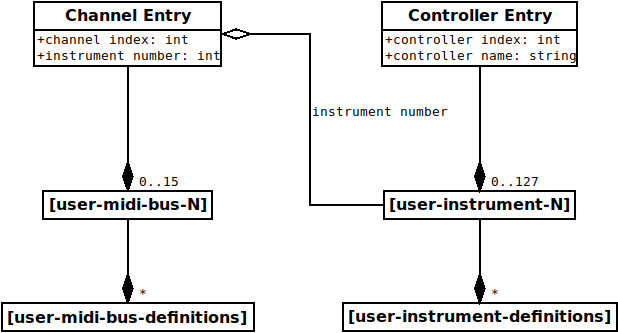 Channel Entry
+channel index: int
+instrument number: int
Controller Entry
+controller index: int
+controller name: string
instrument number
0..15
[user-midi-bus-N]
0..127
[user-instrument-N]
*
[user-midi-bus-definitions]
*
[user-instrument-definitions]